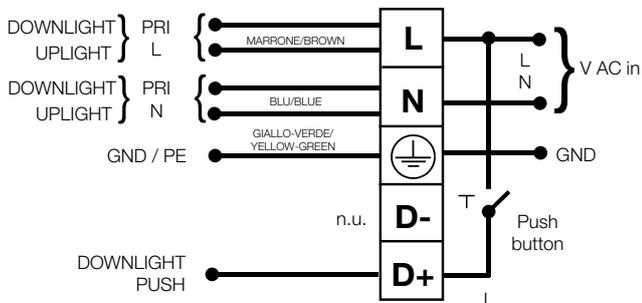 DOWNLIGHT
UPLIGHT
PRI
L
MARRONE/BROWN
L
L
N
V AC in
DOWNLIGHT
UPLIGHT
PRI
N
BLU/BLUE
N
GND / PE
GIALLO-VERDE/
YELLOW-GREEN
GND
n.u.
D-
Push
button
DOWNLIGHT
PUSH
D+